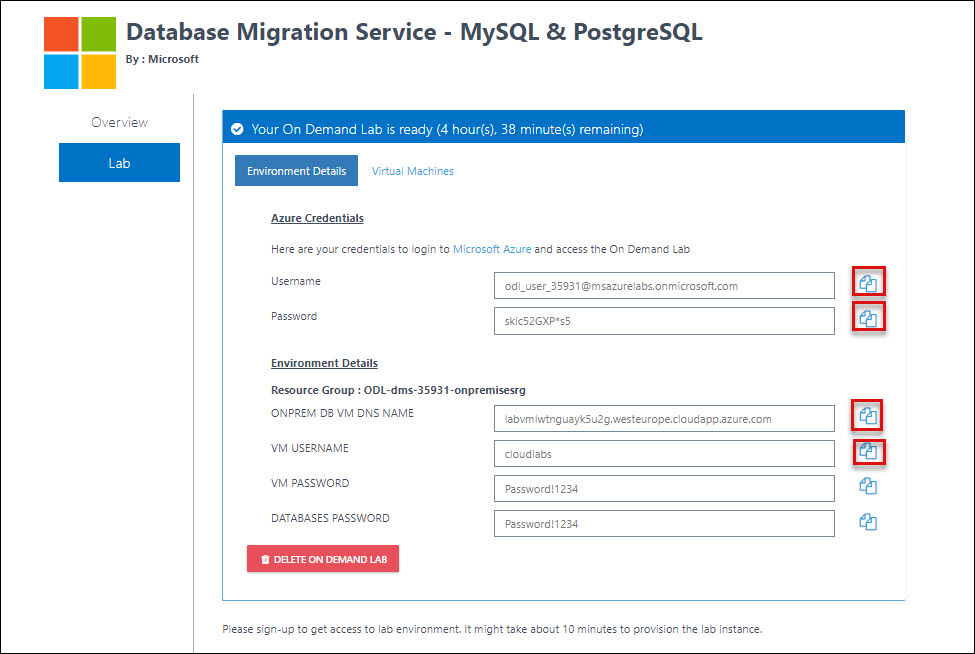 Database Migration Service - MySQL & PostgreSQL
By : Microsoft
Overview
Lab
Your On Demand Lab is ready (4 hour(s), 38 minute(s) remaining)
Environment Details
Virtual Machines
Azure Credentials
Here are your credentials to login to Microsoft Azure and access the On Demand Lab
Username
odl_user_35931@msazurelabs.onmicrosoft.com
Password
skic52GXP*s5
Environment Details
Resource Group : ODL-dms-35931-onpremisesrg
ONPREM DB VM DNS NAME
labvmlwtnguayk5u2g.westeurope.cloudapp.azure.com
VM USERNAME
cloudlabs
VM PASSWORD
Password!1234
DATABASES PASSWORD
Password!1234
DELETE ON DEMAND LAB
Please sign-up to get access to lab environment. It might take about 10 minutes to provision the lab instance.